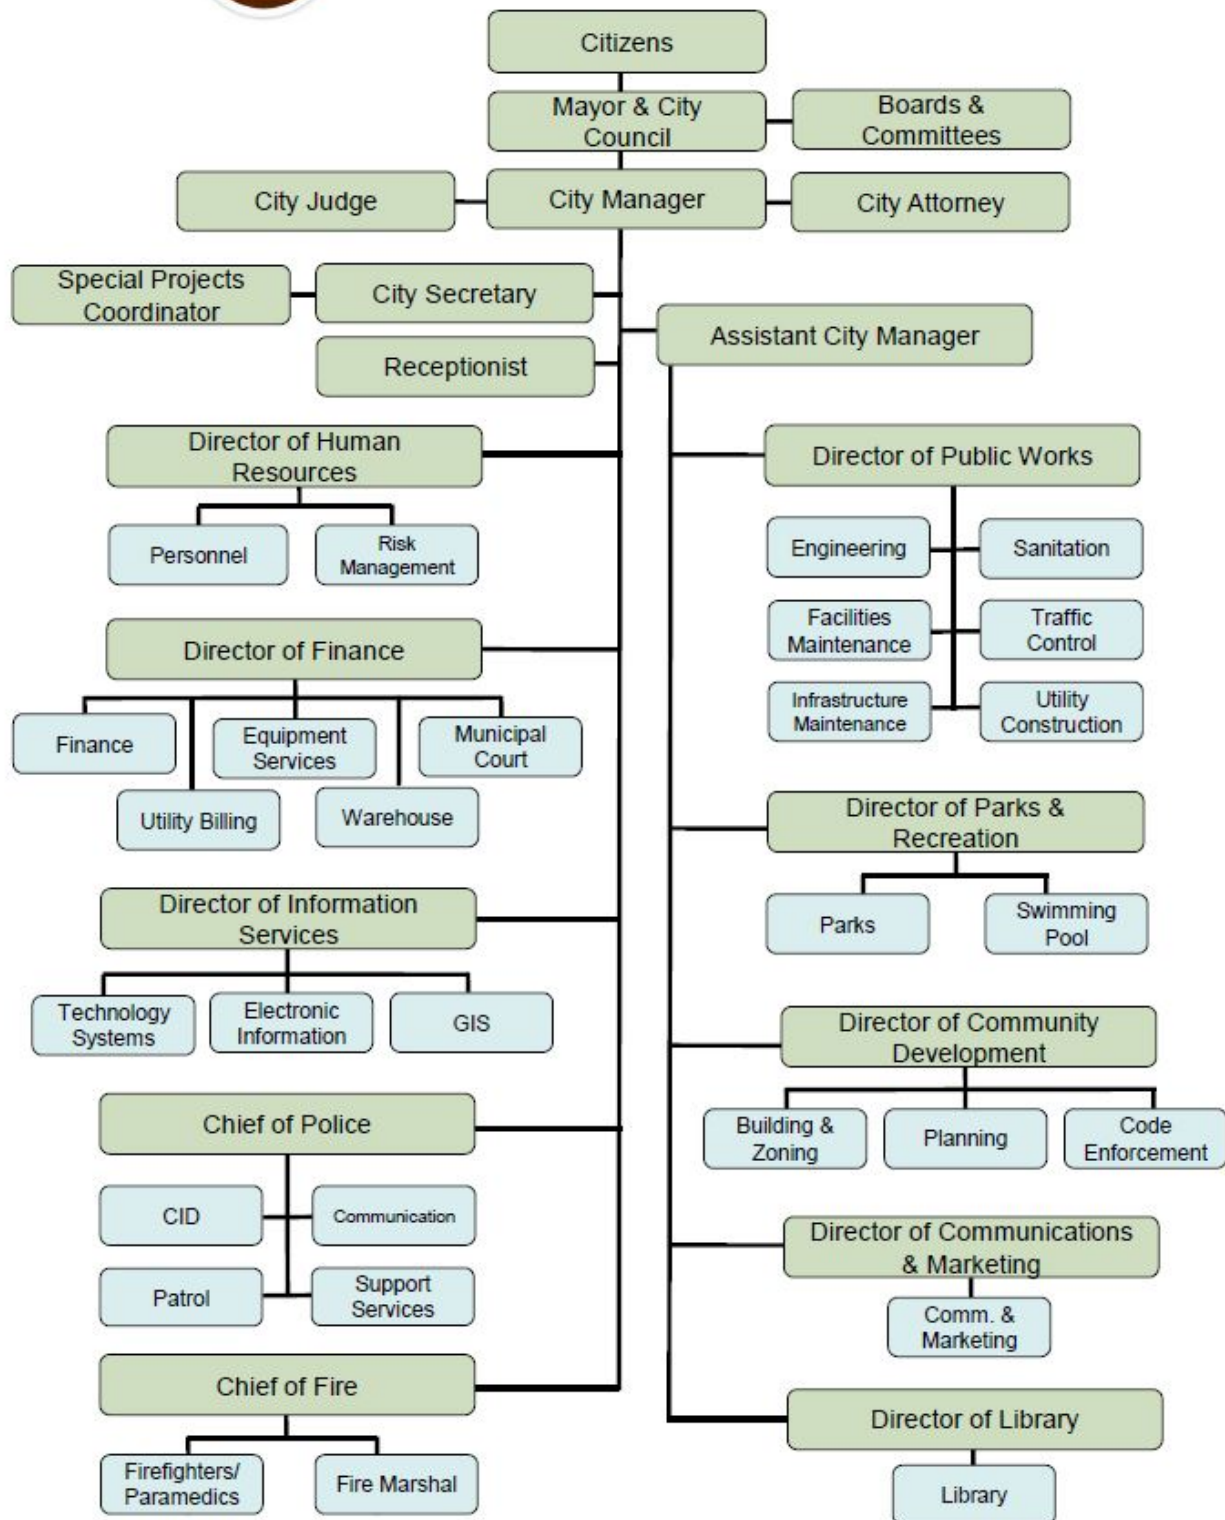 Citizens
Mayor & City
Council
Boards &
Committees
City Judge
City Manager
City Attorney
Special Projects
Coordinator
City Secretary
Assistant City Manager
Receptionist
Director of Human
Resources
Personnel
Risk
Management
Director of Finance
Finance
Equipment
Services
Municipal
Court
Utility Billing
Warehouse
Director of Information
Services
Technology
Systems
Electronic
Information
GIS
Chief of Police
CID
Communication
Patrol
Support
Services
Chief of Fire
Firefighters/
Paramedics
Fire Marshal
Director of Public Works
Engineering
Sanitation
Facilities
Maintenance
Traffic
Control
Infrastructure
Maintenance
Utility
Construction
Director of Parks &
Recreation
Parks
Swimming
Pool
Director of Community
Development
Building &
Zoning
Planning
Code
Enforcement
Director of Communications
& Marketing
Comm. &
Marketing
Director of Library
Library